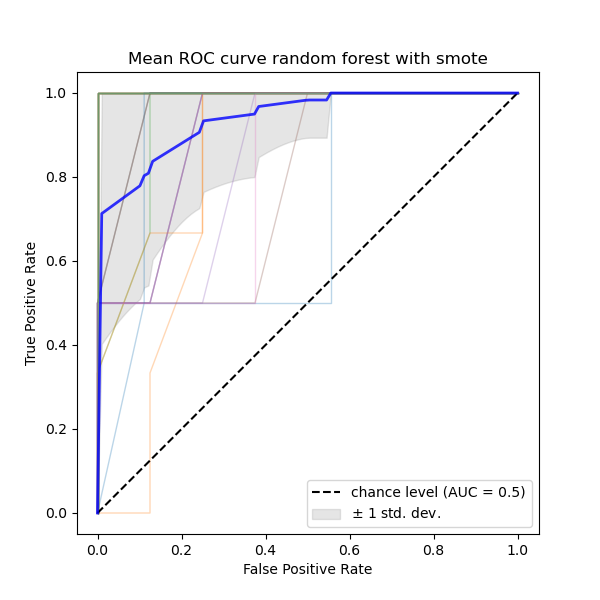 Mean ROC curve random forest with smote
1.0
0.8
0.6
0.4
0.2
0.0
True Positive Rate
chance level (AUC = 0.5)
± 1 std. dev.
0.0 0.2 0.4 0.6 0.8 1.0
False Positive Rate